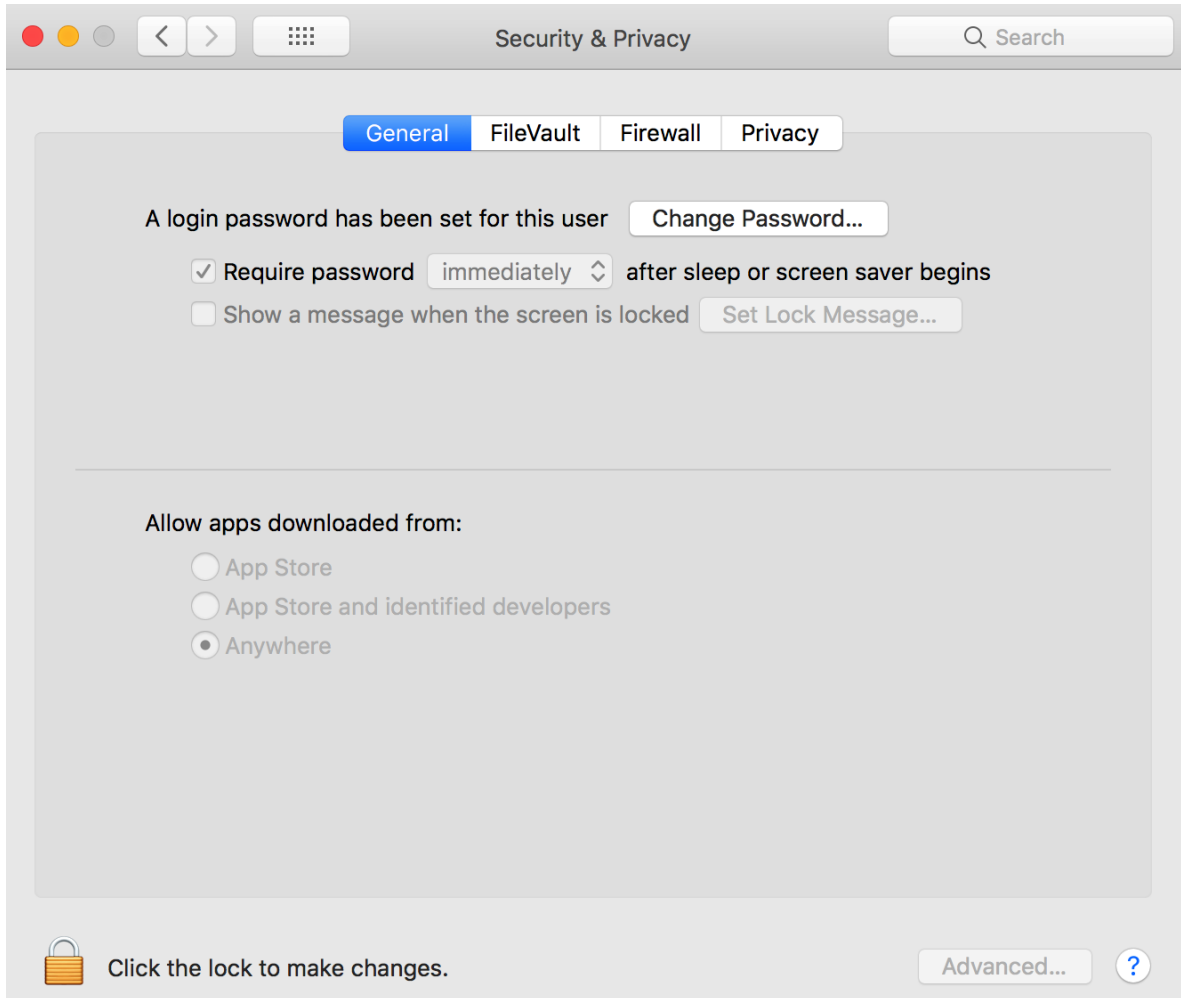 Security & Privacy
Search
General FileVault Firewall Privacy
A login password has been set for this user Change Password...
Require password immediately after sleep or screen saver begins
Show a message when the screen is locked Set Lock Message...
Allow apps downloaded from:
App Store
App Store and identified developers
Anywhere
Click the lock to make changes.
Advanced... ?